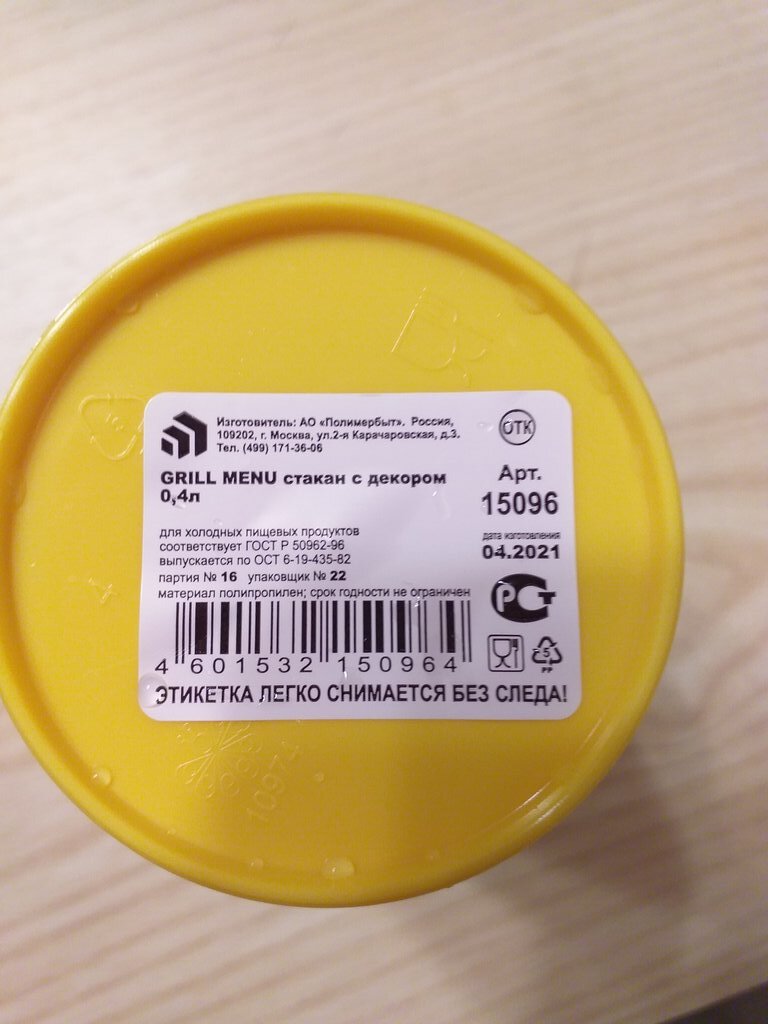 Изготовитель: АО «Полимербыт». Россия,
109202, г. Москва, ул.2-я Карачаровская, д.3.
Тел. (499) 171-36-06
ОТК
GRILL MENU стакан с декором
0,4л
Арт.
15096
для холодных пищевых продуктов
соответствует ГОСТ Р 50962-96
выпускается по ОСТ 6-19-435-82
партия № 16 упаковщик № 22
материал полипропилен; срок годности не ограничен
дата изготовления
04.2021
РСТ
5
PP
4 601532 150964
ЭТИКЕТКА ЛЕГКО СНИМАЕТСЯ БЕЗ СЛЕДА!
10974